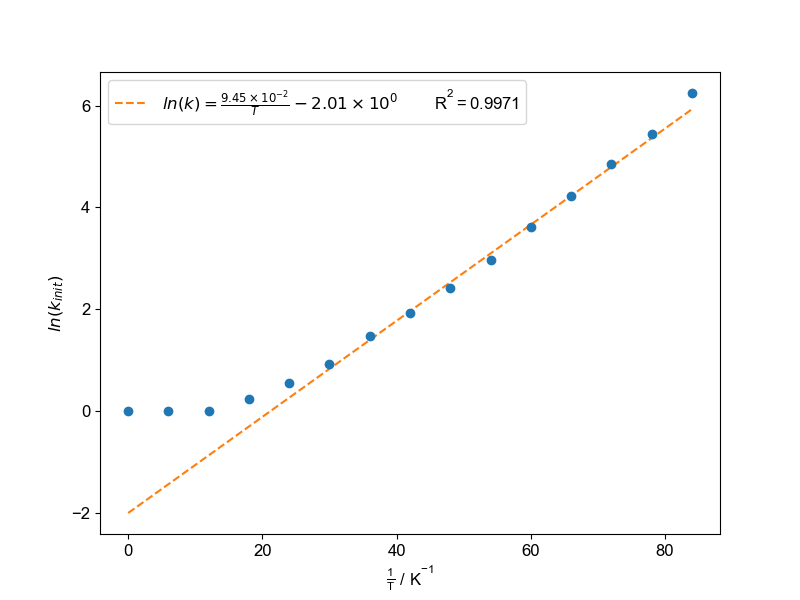 ln(k) = 9.45 × 10⁻²/T − 2.01 × 10⁰ R² = 0.9971
6
4
2
0
−2
ln(k_init)
0 20 40 60 80
1/T / K⁻¹